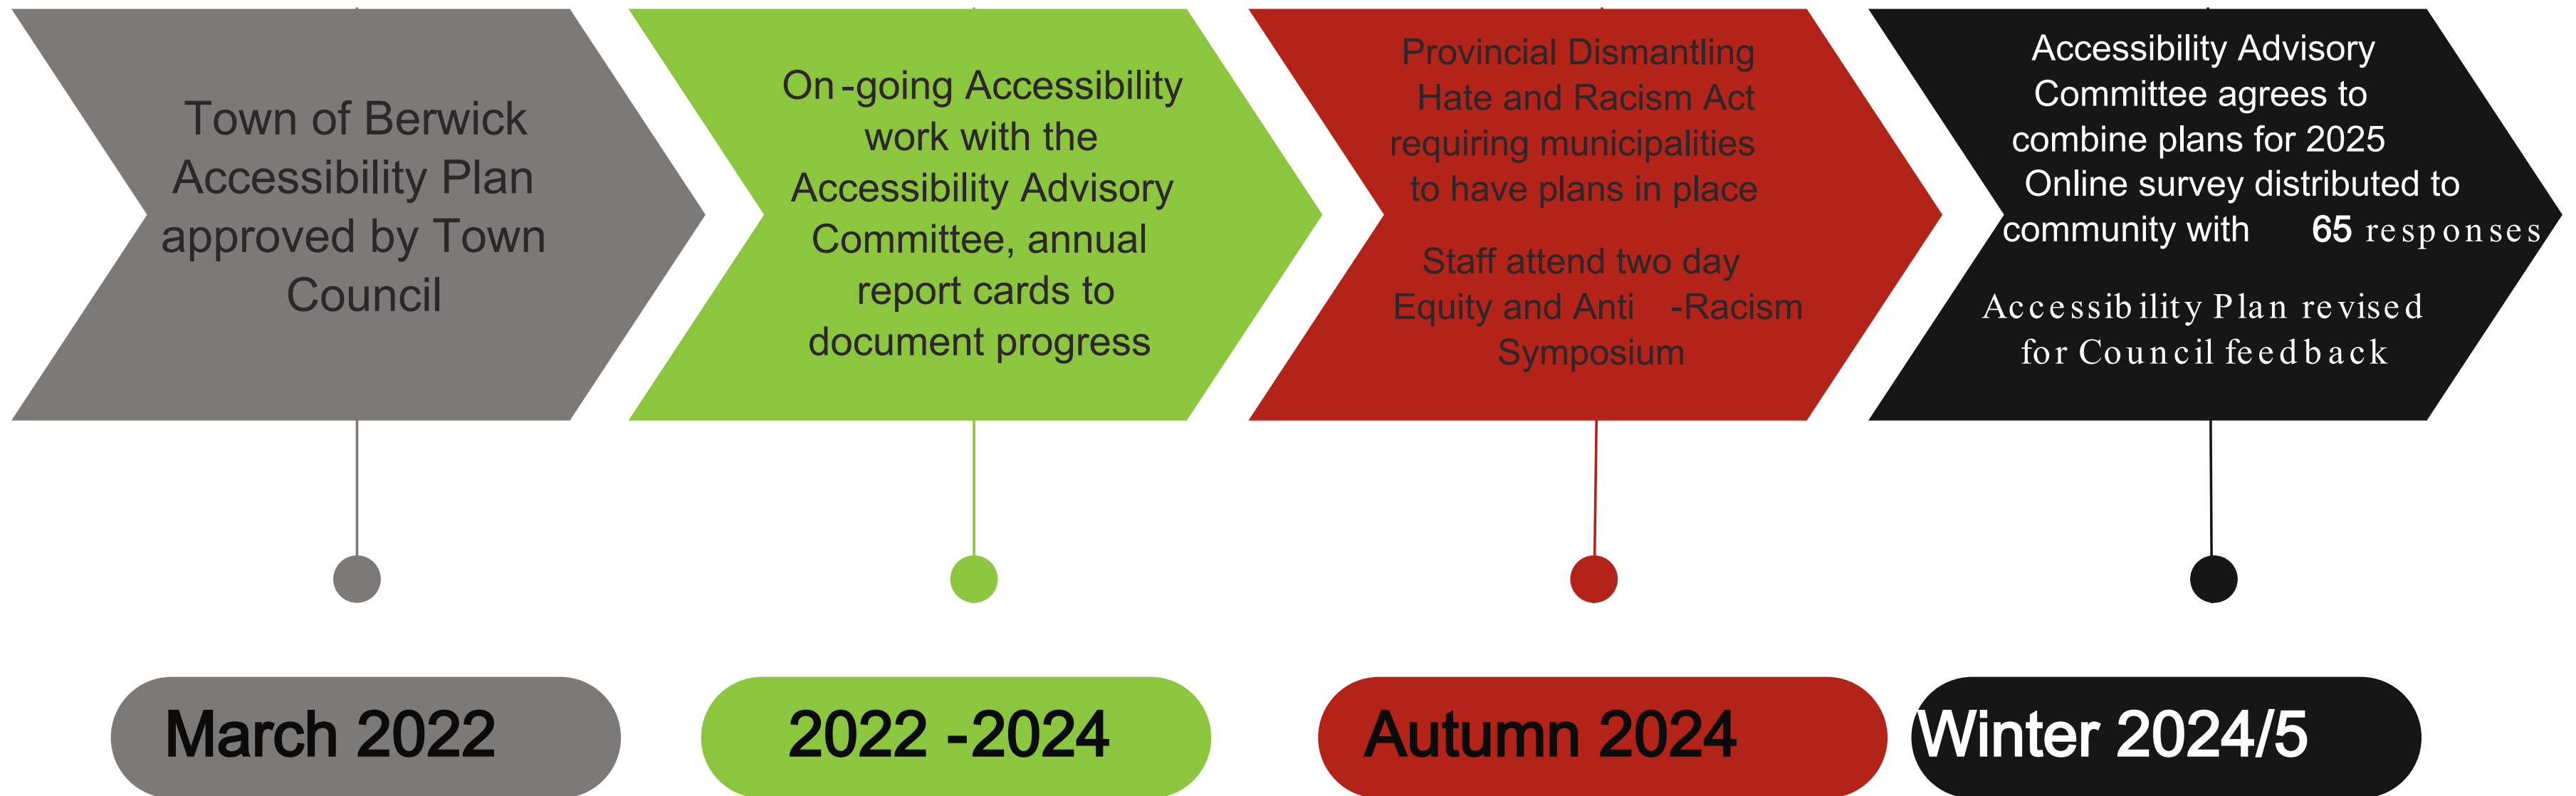 Town of Berwick
Accessibility Plan
approved by Town
Council
On-going Accessibility
work with the
Accessibility Advisory
Committee, annual
report cards to
document progress
Provincial Dismantling
Hate and Racism Act
requiring municipalities
to have plans in place
Staff attend two day
Equity and Anti -Racism
Symposium
Accessibility Advisory
Committee agrees to
combine plans for 2025
Online survey distributed to
community with 65 responses
Accessibility Plan revised
for Council feedback
March 2022
2022 -2024
Autumn 2024
Winter 2024/5